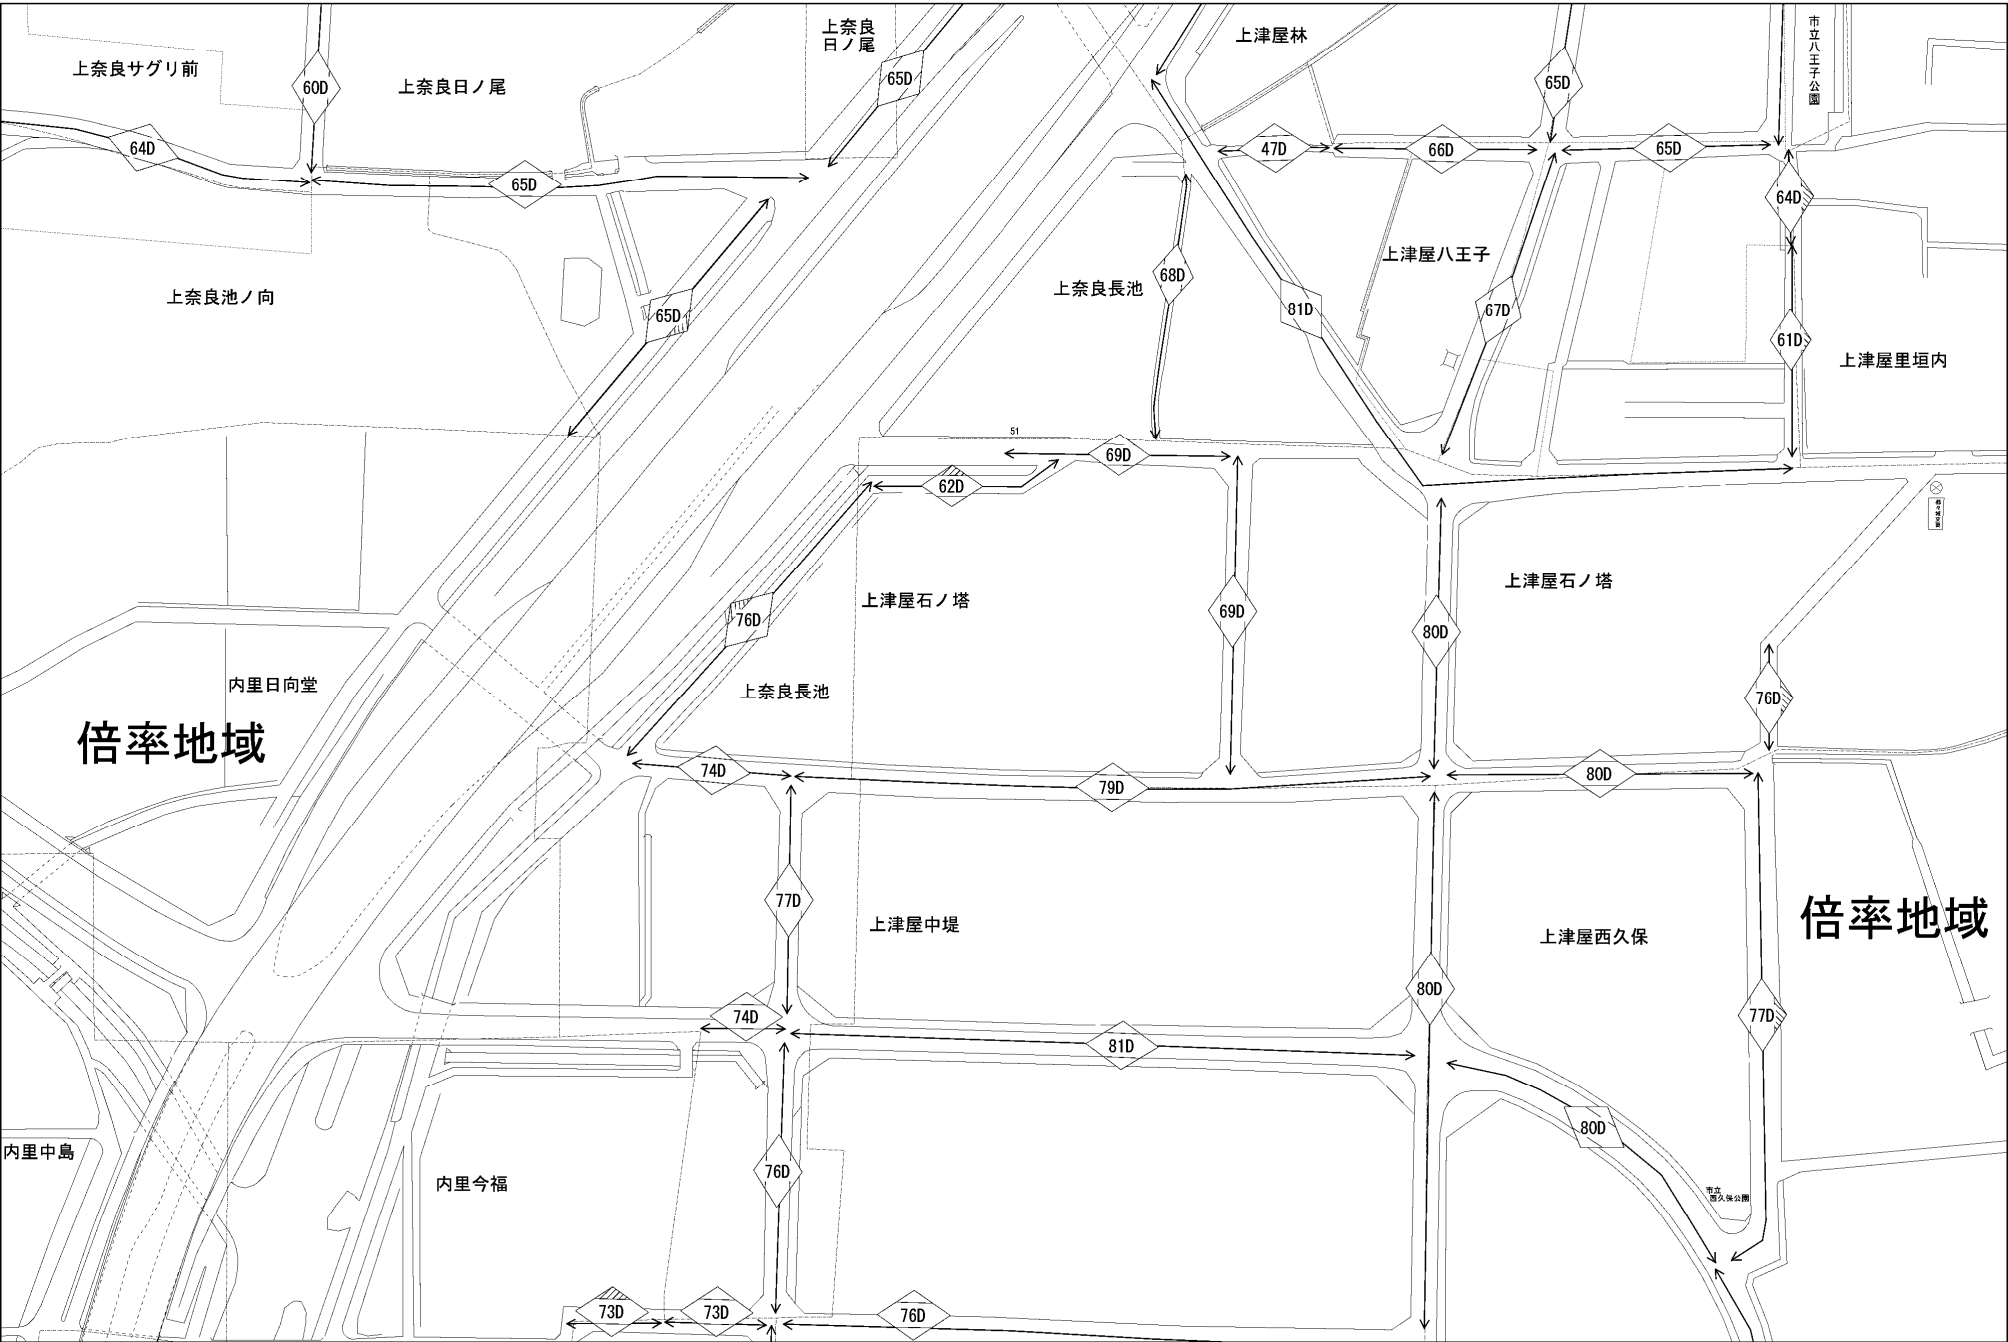 上奈良
日ノ尾
上津屋林
市立八王子公園
上奈良サグリ前
60D
上奈良日ノ尾
65D
65D
64D
47D
66D
65D
65D
64D
上津屋八王子
上奈良池ノ向
上奈良長池
68D
65D
81D
67D
61D
上津屋里垣内
51
69D
62D
上津屋石ノ塔
上津屋石ノ塔
76D
69D
80D
内里日向堂
上奈良長池
76D
倍率地域
74D
79D
80D
77D
上津屋中堤
上津屋西久保
倍率地域
80D
74D
77D
81D
80D
内里中島
76D
内里今福
市立
西久保公園
73D
73D
76D